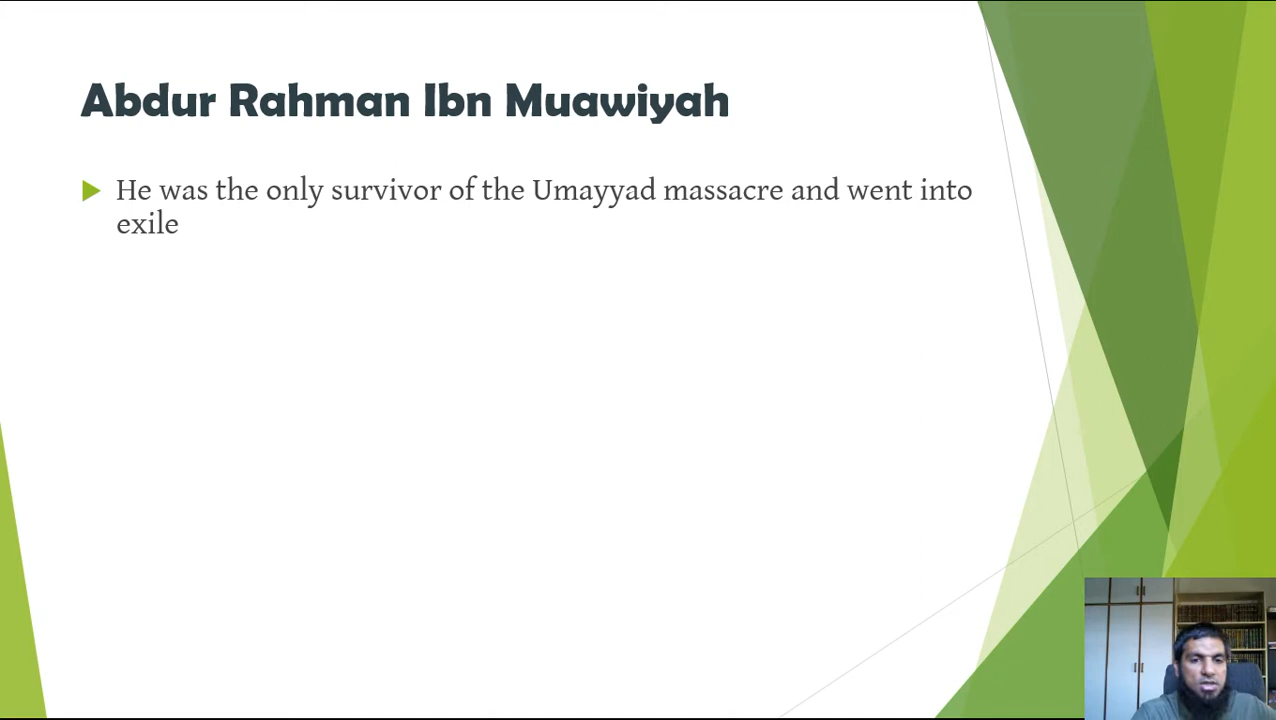 Abdur Rahman Ibn Muawiyah
He was the only survivor of the Umayyad massacre and went into
exile